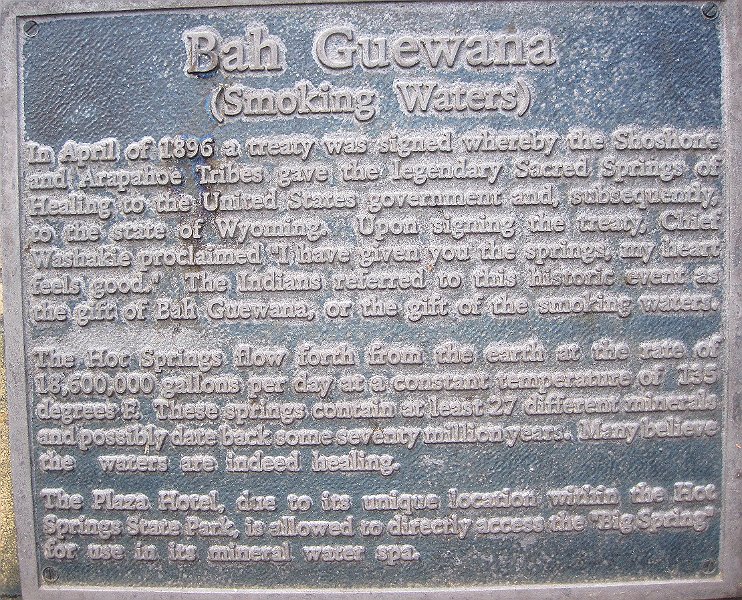 Bah Guewana
(Smoking Waters)
In April of 1896 a treaty was signed whereby the Shoshone
and Arapahoe Tribes gave the legendary Sacred Springs of
Healing to the United States government and, subsequently,
to the state of Wyoming. Upon signing the treaty, Chief
Washakie proclaimed "I have given you the springs, my heart
feels good." The Indians referred to this historic event as
the gift of Bah Guewana, or the gift of the smoking waters.
The Hot Springs flow forth from the earth at the rate of
18,600,000 gallons per day at a constant temperature of 135
degrees F. These springs contain at least 27 different minerals
and possibly date back some seventy million years. Many believe
the waters are indeed healing.
The Plaza Hotel, due to its unique location within the Hot
Springs State Park, is allowed to directly access the "Big Spring"
for use in its mineral water spa.